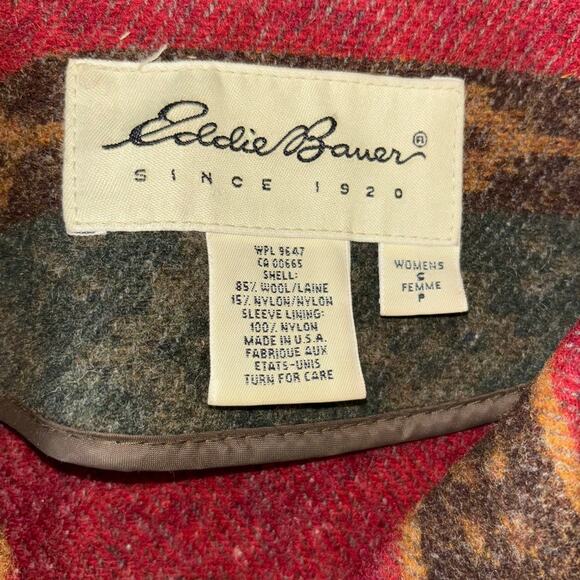 Eddie Bauer®
SINCE 1920
WPL 9647
CA 00665
SHELL:
85% WOOL/LAINE
15% NYLON/NYLON
SLEEVE LINING:
100% NYLON
MADE IN U.S.A.
FABRIQUE AUX
ETATS-UNIS
TURN FOR CARE
WOMENS
S
FEMME
P